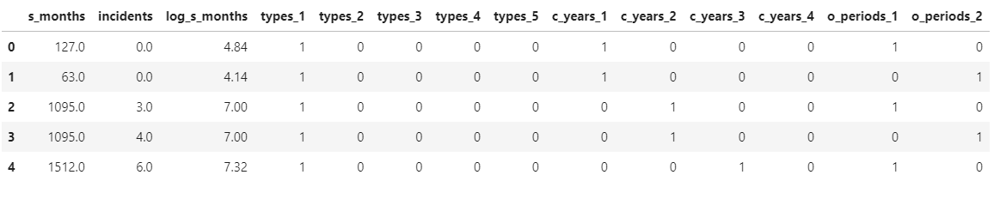 s_months incidents log_s_months types_1 types_2 types_3 types_4 types_5 c_years_1 c_years_2 c_years_3 c_years_4 o_periods_1 o_periods_2
0 127.0 0.0 4.84 1 0 0 0 0 1 0 0 0 1 0
1 63.0 0.0 4.14 1 0 0 0 0 1 0 0 0 0 1
2 1095.0 3.0 7.00 1 0 0 0 0 0 1 0 0 1 0
3 1095.0 4.0 7.00 1 0 0 0 0 0 1 0 0 0 1
4 1512.0 6.0 7.32 1 0 0 0 0 0 0 1 0 1 0